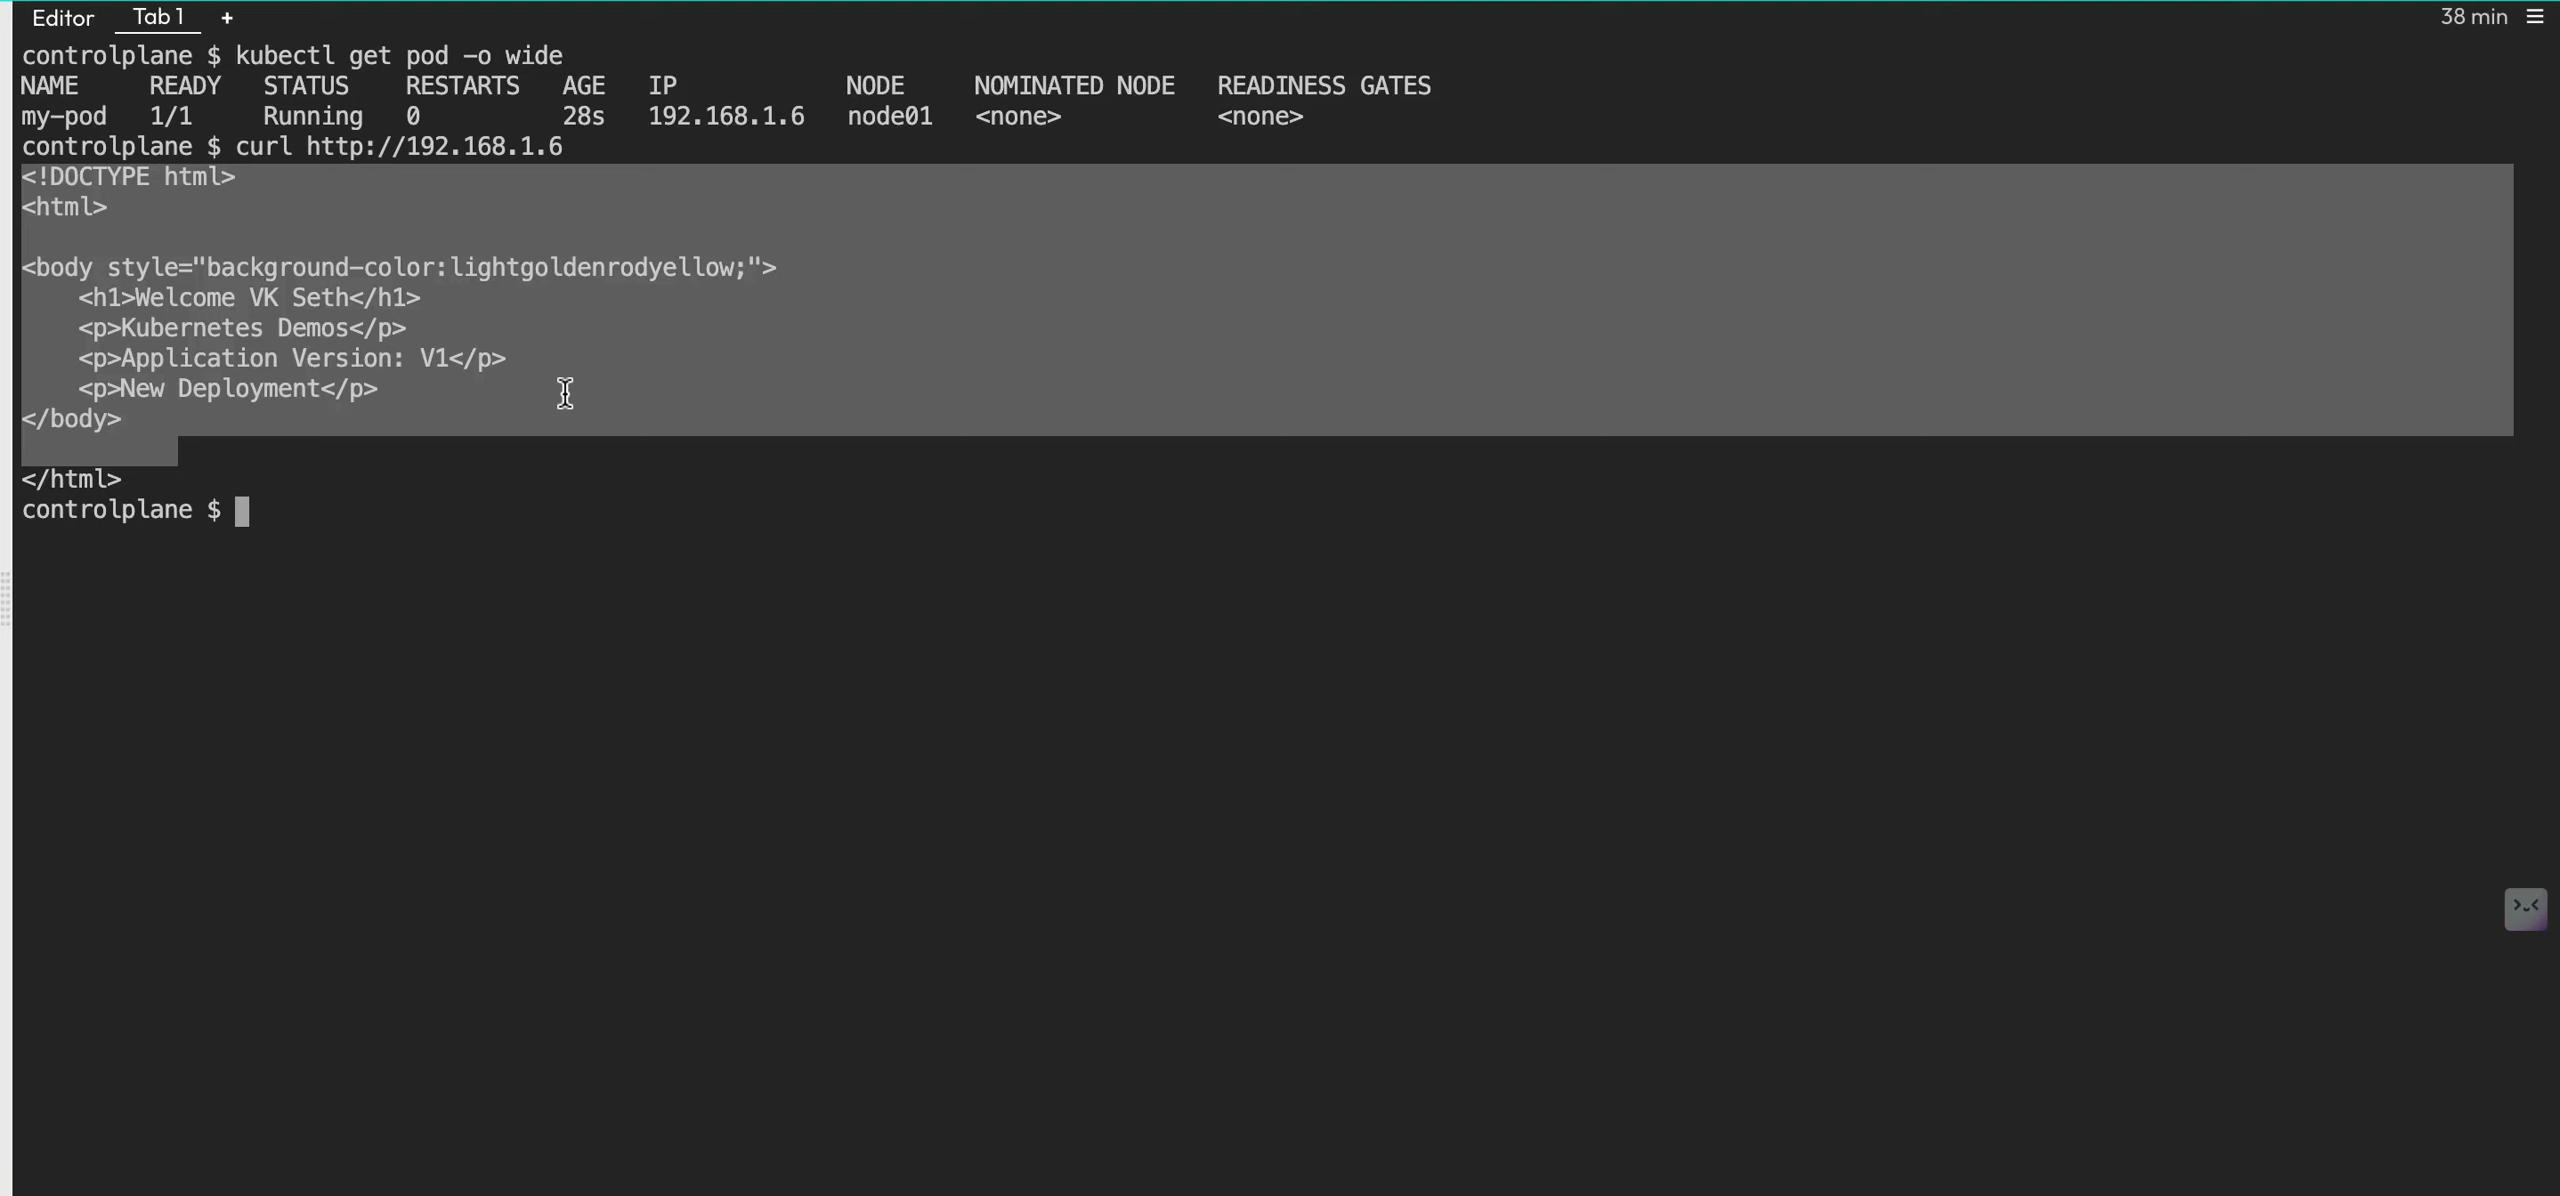 Editor Tab 1 + 38 min
controlplane $ kubectl get pod -o wide
NAME READY STATUS RESTARTS AGE IP NODE NOMINATED NODE READINESS GATES
my-pod 1/1 Running 0 28s 192.168.1.6 node01 <none> <none>
controlplane $ curl http://192.168.1.6
<!DOCTYPE html>
<html>
<body style="background-color:lightgoldenrodyellow;">
<h1>Welcome VK Seth</h1>
<p>Kubernetes Demos</p>
<p>Application Version: V1</p>
<p>New Deployment</p>
</body>
</html>
controlplane $